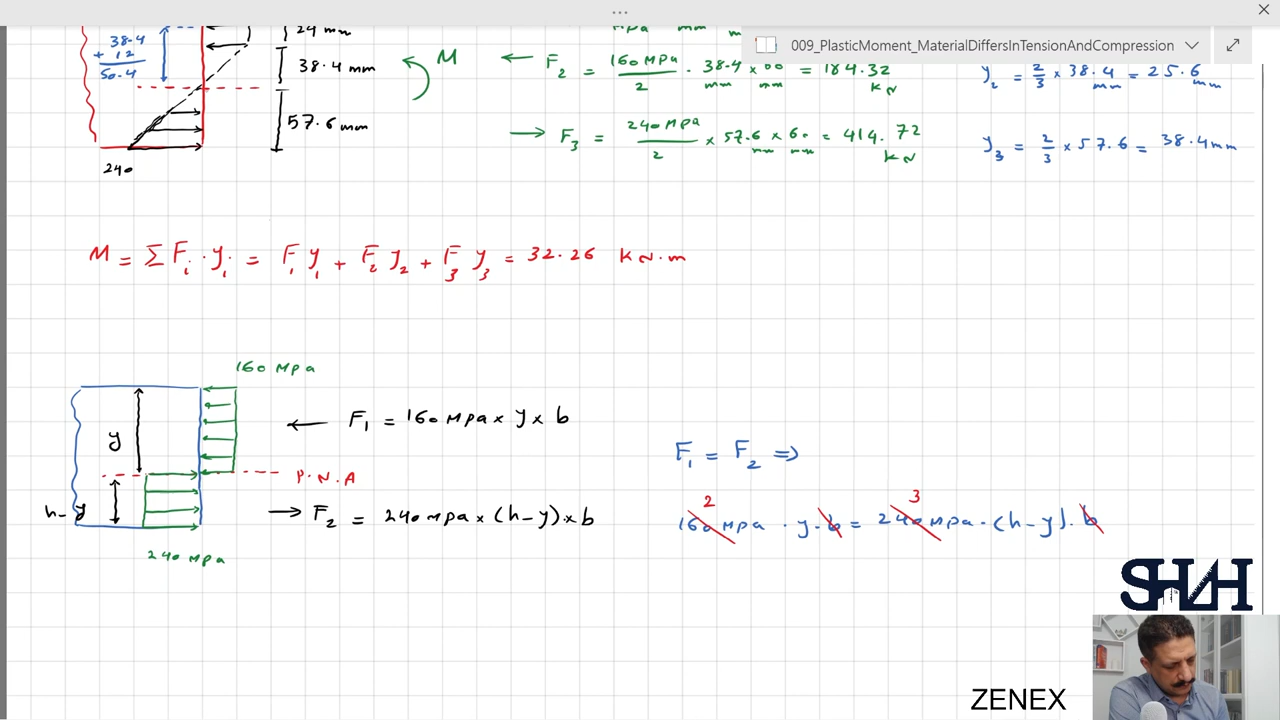 009_PlasticMoment_MaterialDiffersInTensionAndCompression
24 mm
38.4
+ 12
50.4
38.4 mm
M
← F₂ = 160 MPa / 2 · 38.4 mm × 60 mm = 184.32 kN
y₂ = 2/3 × 38.4 mm = 25.6 mm
57.6 mm
→ F₃ = 240 MPa / 2 × 57.6 mm × 60 mm = 414.72 kN
y₃ = 2/3 × 57.6 = 38.4 mm
240
M = Σ Fᵢ · yᵢ = F₁ y₁ + F₂ y₂ + F₃ y₃ = 32.26 kN.m
160 MPa
y
← F₁ = 160 MPa × y × b
F₁ = F₂ ⇒
P.N.A
h-y
→ F₂ = 240 MPa × (h-y) × b
2 3
160 MPa · y · b = 240 MPa · (h-y) · b
240 MPa
SHLH
ZENEX